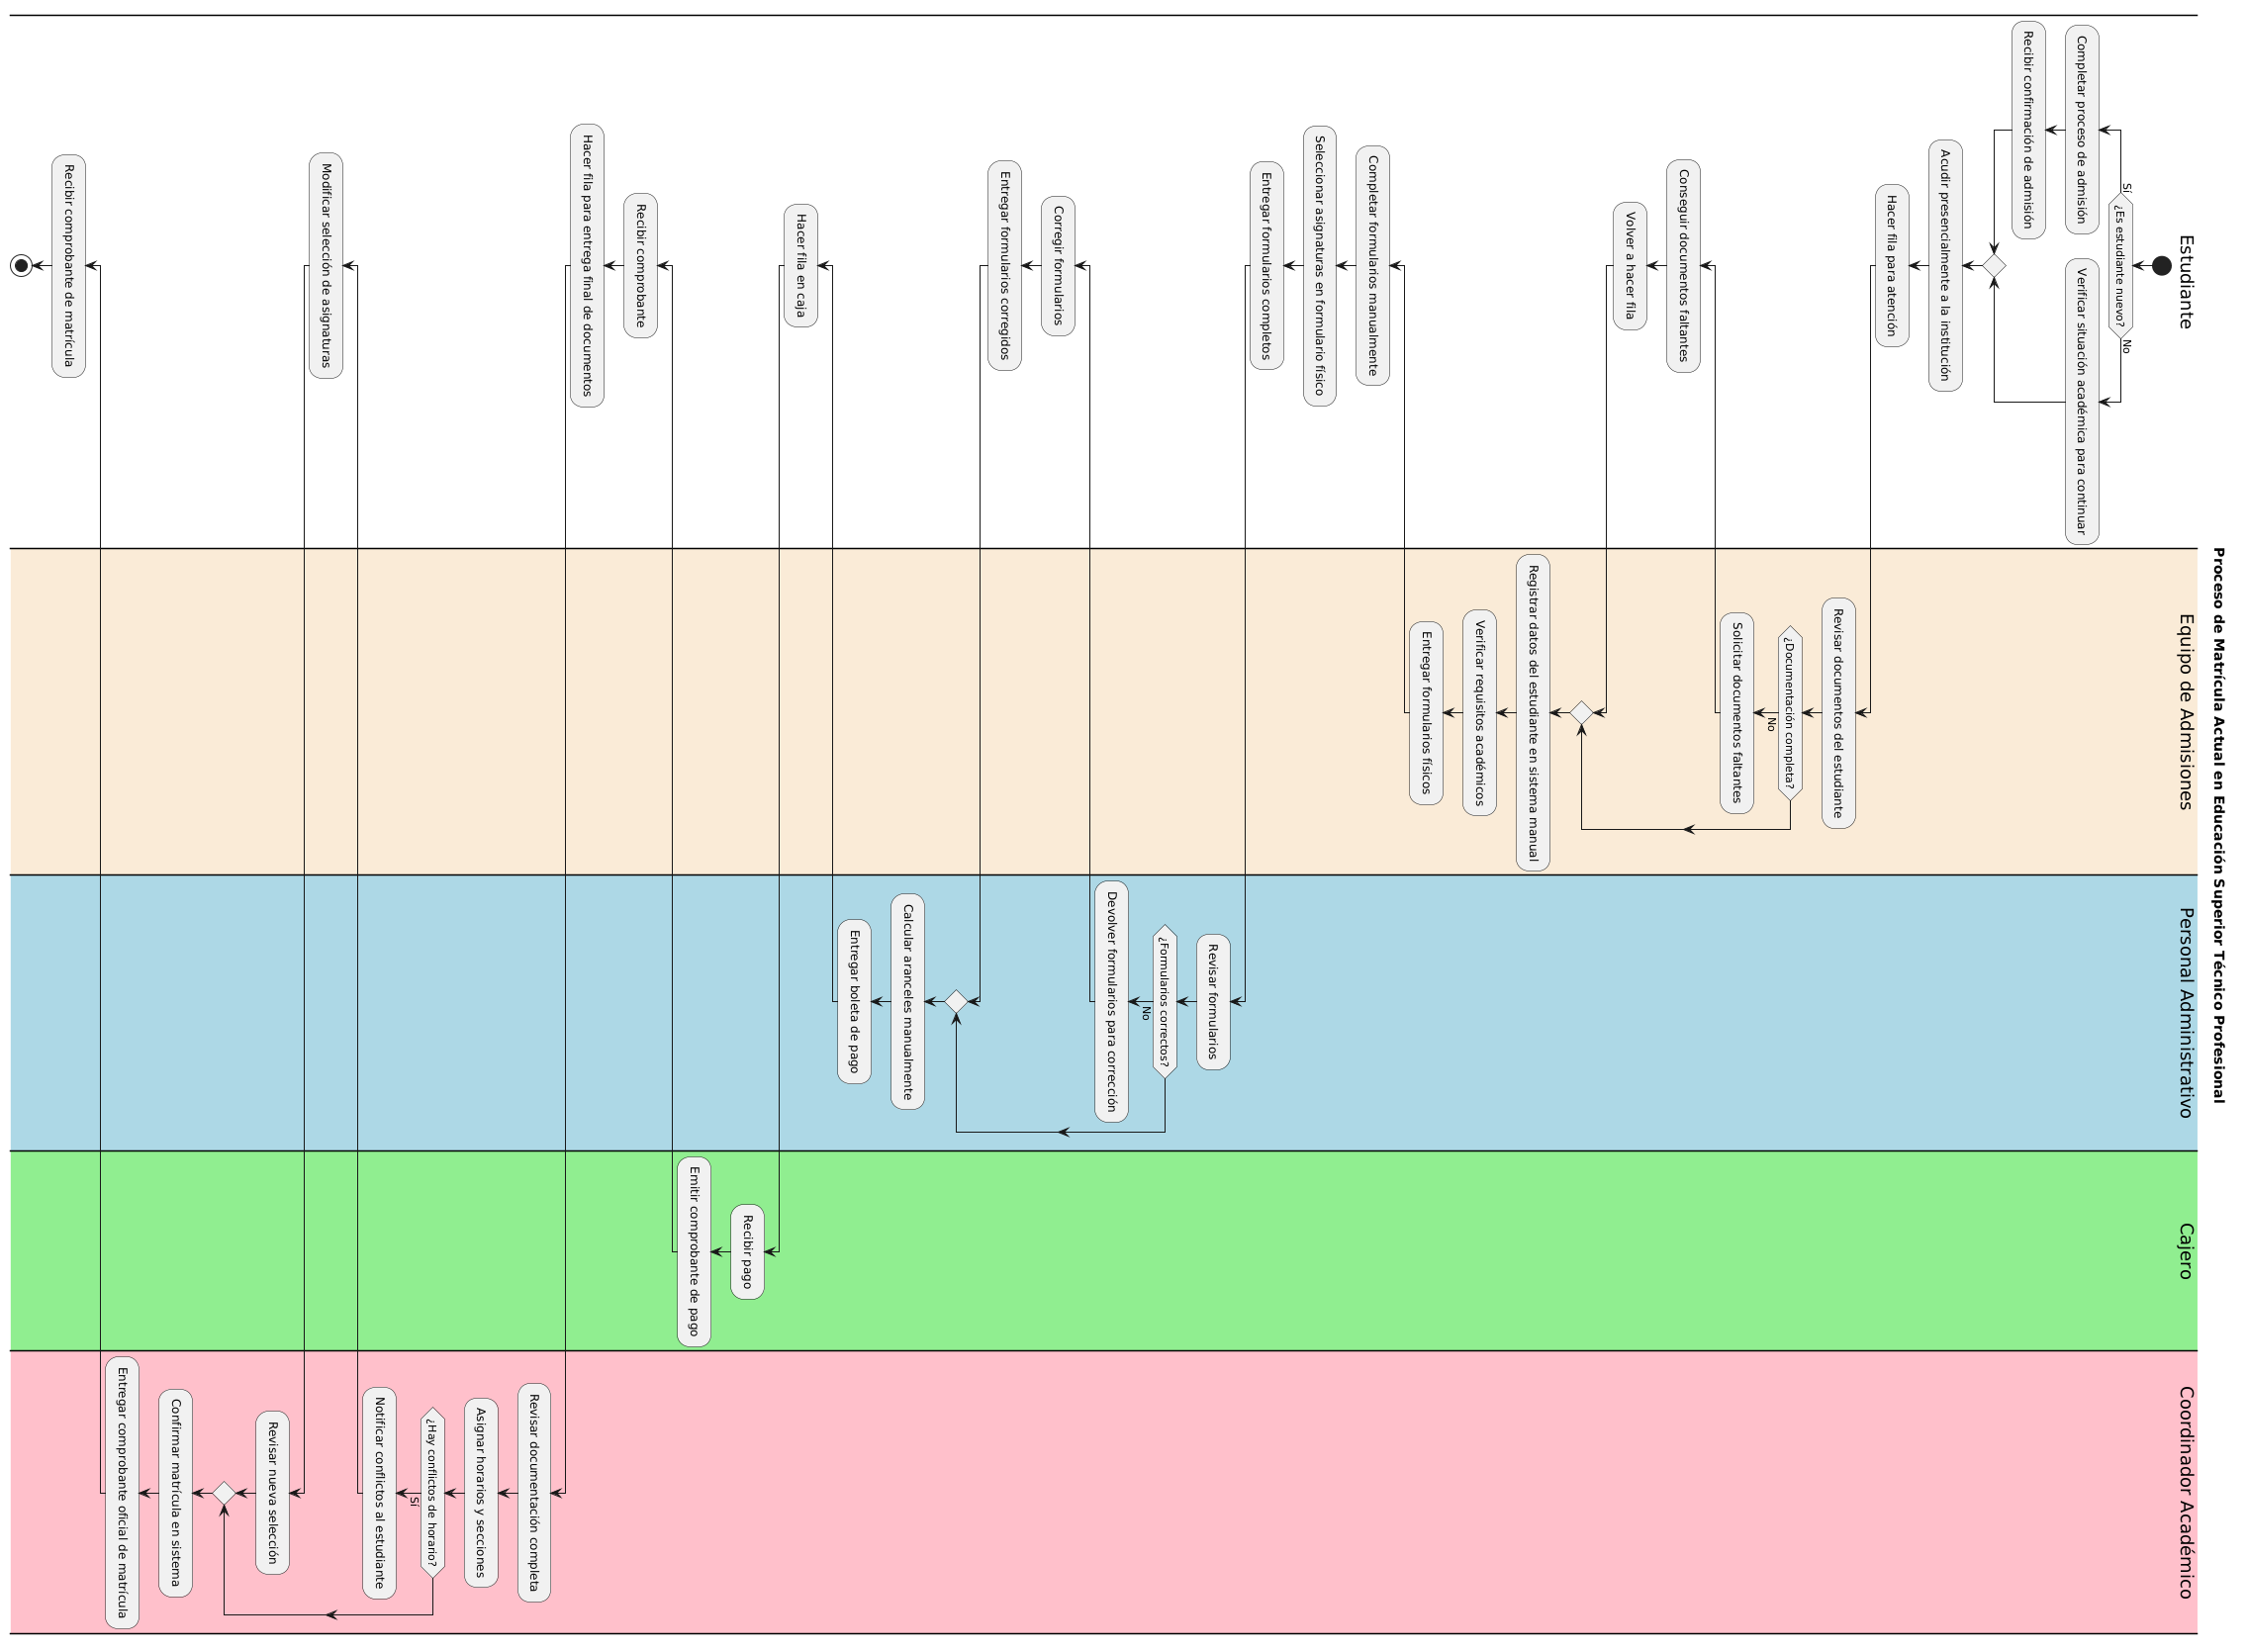 Proceso de Matrícula Actual en Educación Superior Técnico Profesional
Estudiante
Equipo de Admisiones
Personal Administrativo
Cajero
Coordinador Académico
¿Es estudiante nuevo?
Sí
No
Completar proceso de admisión
Verificar situación académica para continuar
Recibir confirmación de admisión
Acudir presencialmente a la institución
Hacer fila para atención
Revisar documentos del estudiante
¿Documentación completa?
No
Solicitar documentos faltantes
Conseguir documentos faltantes
Volver a hacer fila
Registrar datos del estudiante en sistema manual
Verificar requisitos académicos
Entregar formularios físicos
Completar formularios manualmente
Seleccionar asignaturas en formulario físico
Entregar formularios completos
Revisar formularios
¿Formularios correctos?
No
Devolver formularios para corrección
Corregir formularios
Entregar formularios corregidos
Calcular aranceles manualmente
Entregar boleta de pago
Hacer fila en caja
Recibir pago
Emitir comprobante de pago
Recibir comprobante
Hacer fila para entrega final de documentos
Revisar documentación completa
Asignar horarios y secciones
¿Hay conflictos de horario?
Sí
Notificar conflictos al estudiante
Modificar selección de asignaturas
Revisar nueva selección
Confirmar matrícula en sistema
Entregar comprobante oficial de matrícula
Recibir comprobante de matrícula